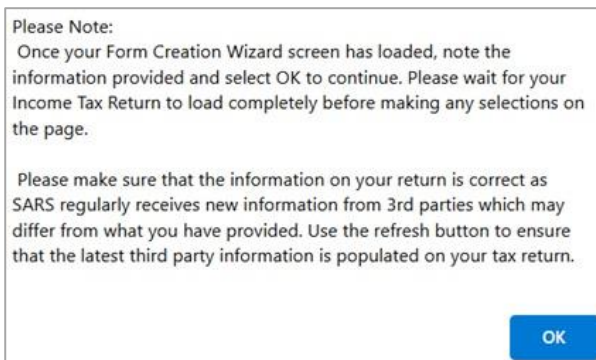 Please Note:
Once your Form Creation Wizard screen has loaded, note the
information provided and select OK to continue. Please wait for your
Income Tax Return to load completely before making any selections on
the page.
Please make sure that the information on your return is correct as
SARS regularly receives new information from 3rd parties which may
differ from what you have provided. Use the refresh button to ensure
that the latest third party information is populated on your tax return.
OK